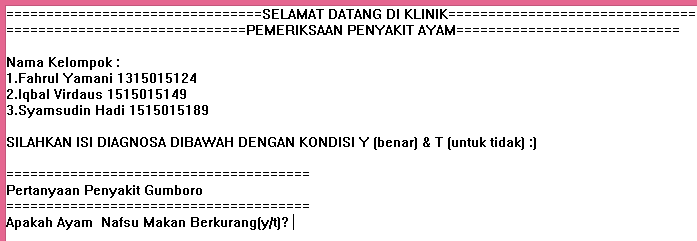 ================================SELAMAT DATANG DI KLINIK===============================
==============================PEMERIKSAAN PENYAKIT AYAM============================
Nama Kelompok :
1.Fahrul Yamani 1315015124
2.Iqbal Virdaus 1515015149
3.Syamsudin Hadi 1515015189
SILAHKAN ISI DIAGNOSA DIBAWAH DENGAN KONDISI Y (benar) & T (untuk tidak) :)
======================================
Pertanyaan Penyakit Gumboro
======================================
Apakah Ayam  Nafsu Makan Berkurang(y/t)?